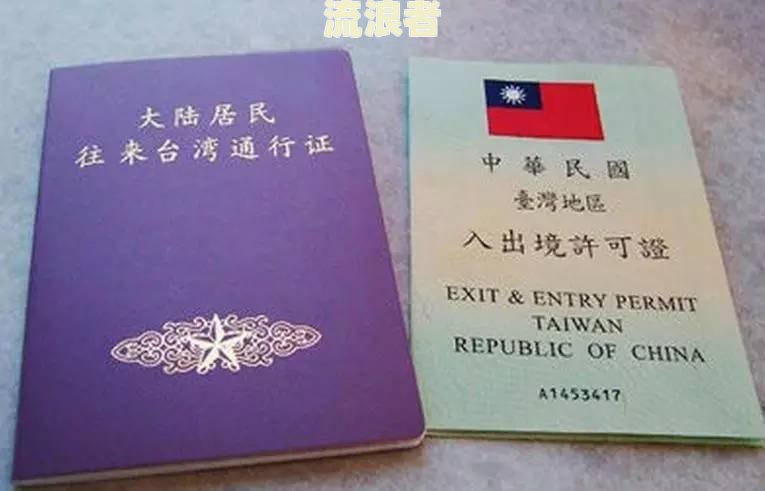 流浪者
大陆居民
往来台湾通行证
中華民國
臺灣地區
入出境許可證
EXIT & ENTRY PERMIT
TAIWAN
REPUBLIC OF CHINA
A1453417